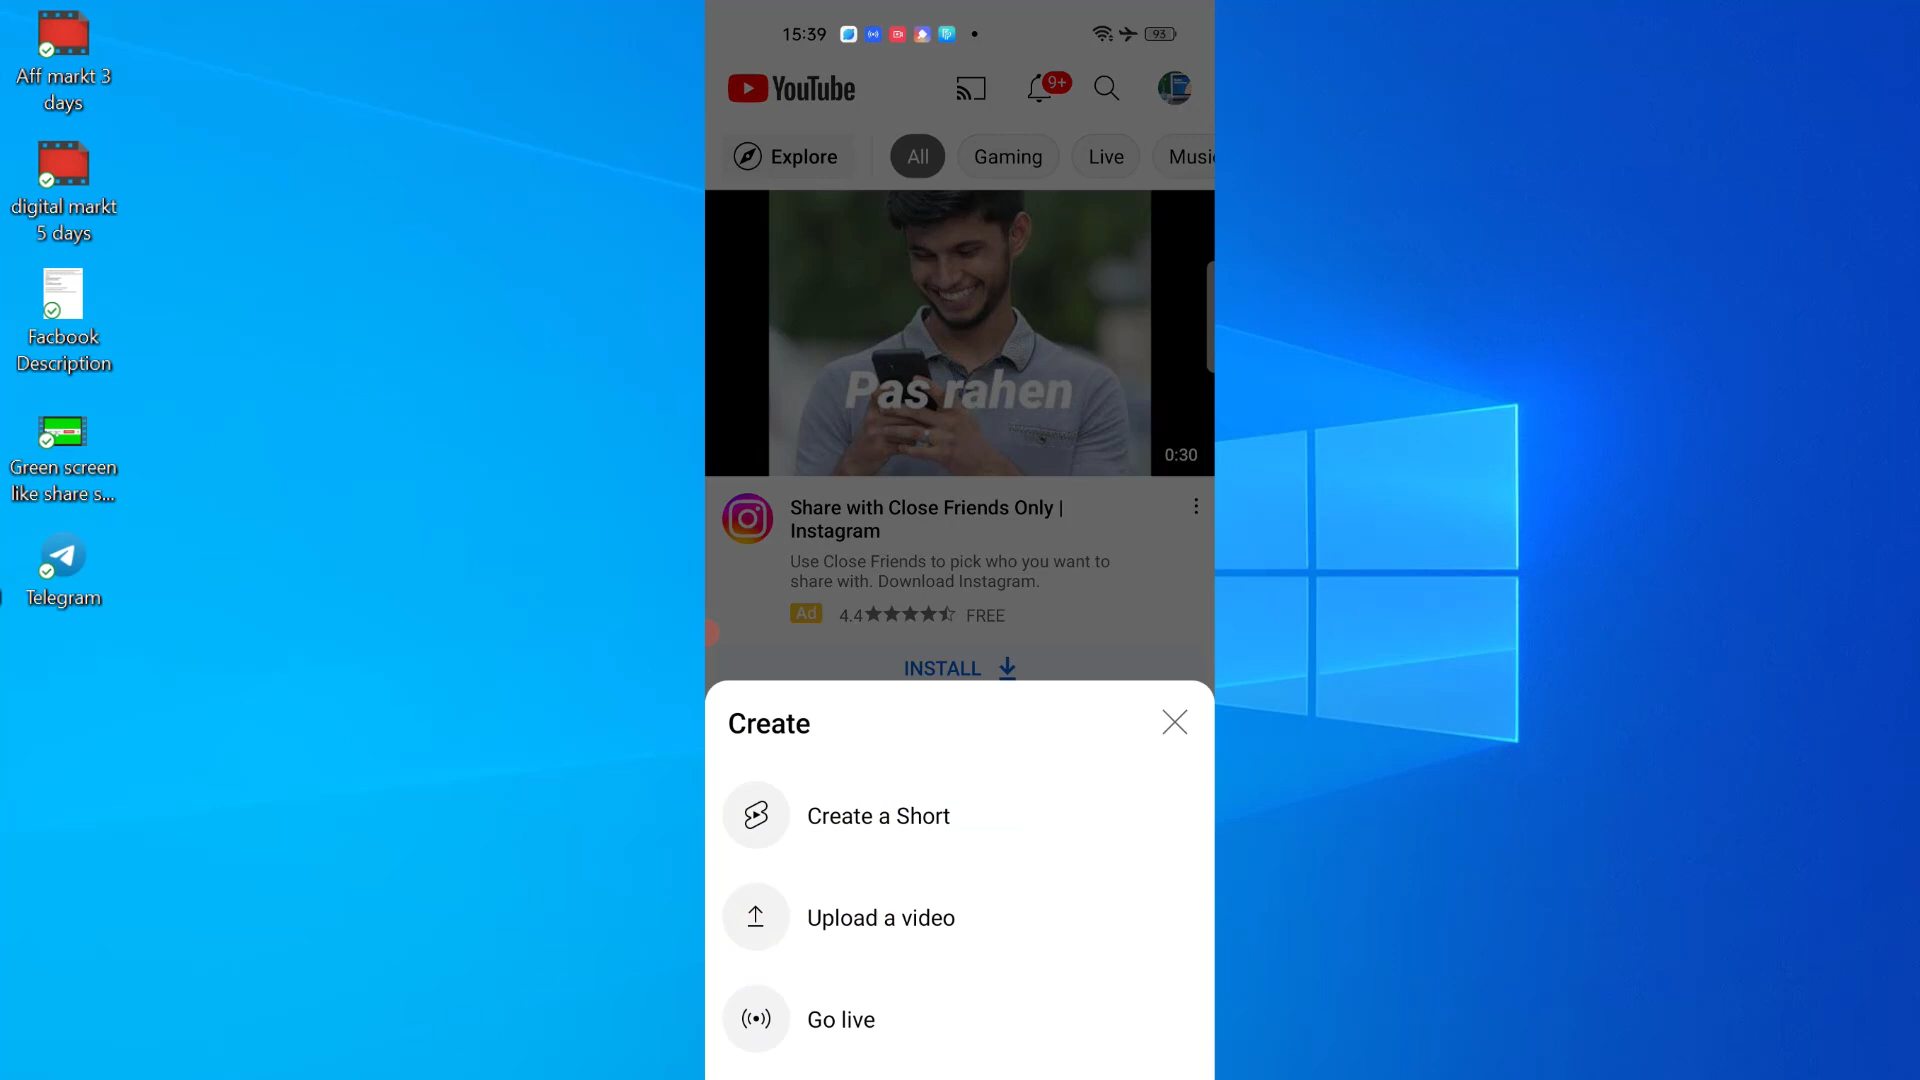 Aff markt 3
days
digital markt
5 days
Facbook
Description
Green screen
like share s...
Telegram
15:39
93
YouTube
9+
Explore
All
Gaming
Live
Music
Pas rahen
0:30
Share with Close Friends Only |
Instagram
Use Close Friends to pick who you want to
share with. Download Instagram.
Ad 4.4 FREE
INSTALL
Create
Create a Short
Upload a video
Go live